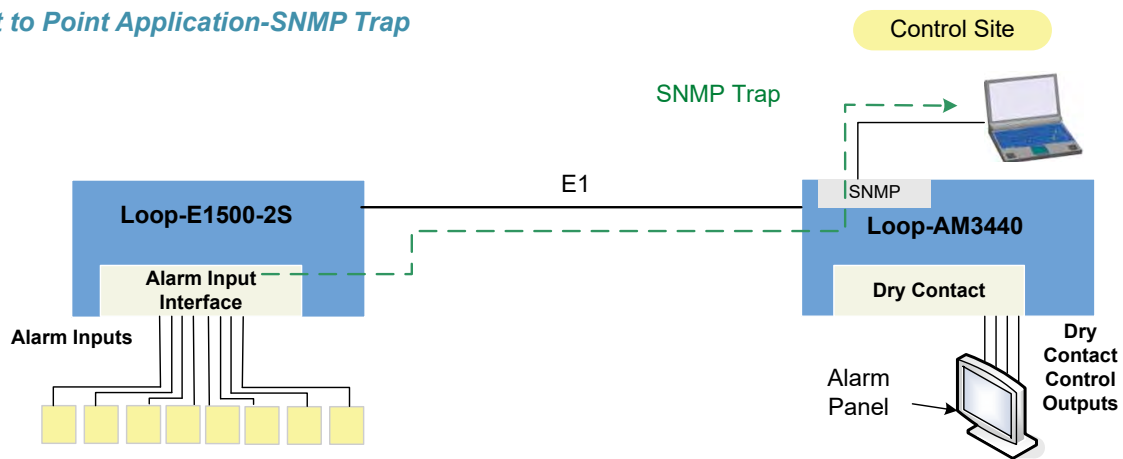 t to Point Application-SNMP Trap
Control Site
SNMP Trap
E1
SNMP
Loop-E1500-2S
Loop-AM3440
Alarm Input
Interface
Dry Contact
Alarm Inputs
Dry
Contact
Control
Outputs
Alarm
Panel